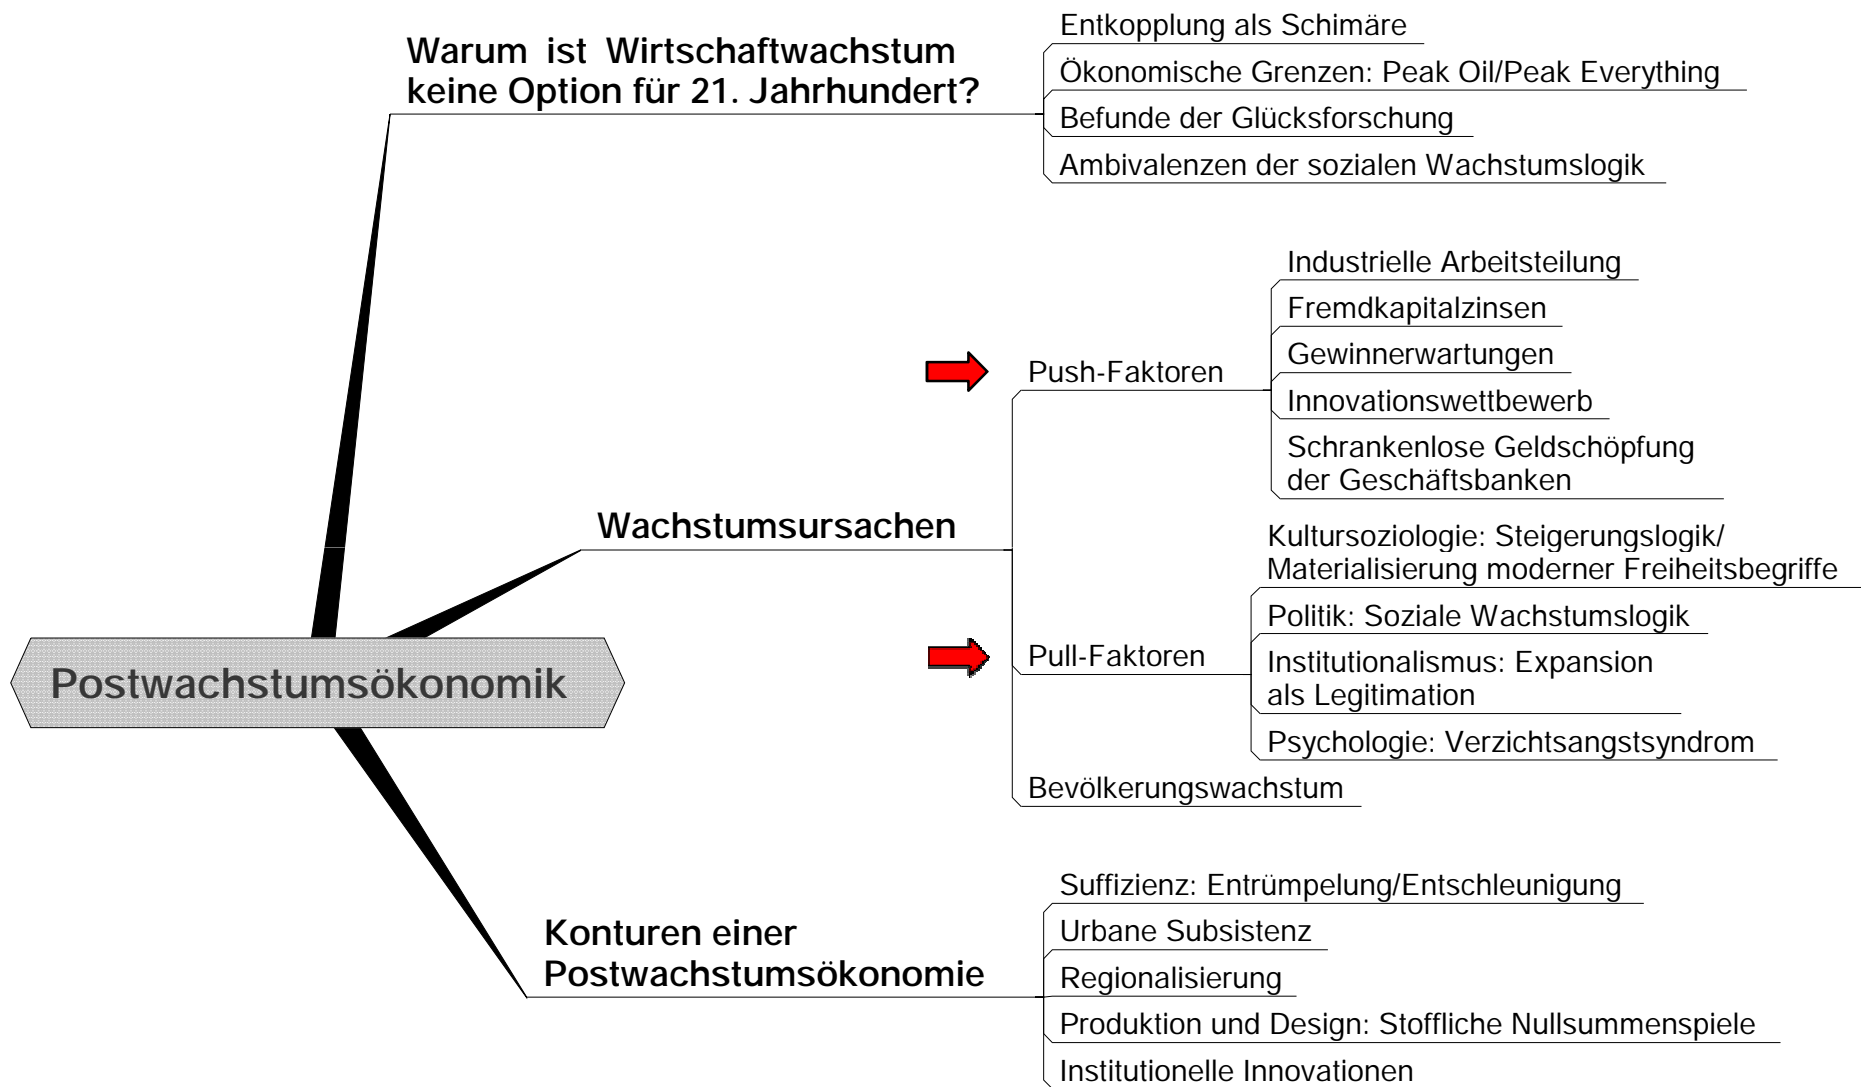 Warum ist Wirtschaftwachstum
keine Option für 21. Jahrhundert?
Entkopplung als Schimäre
Ökonomische Grenzen: Peak Oil/Peak Everything
Befunde der Glücksforschung
Ambivalenzen der sozialen Wachstumslogik
Wachstumsursachen
Push-Faktoren
Industrielle Arbeitsteilung
Fremdkapitalzinsen
Gewinnerwartungen
Innovationswettbewerb
Schrankenlose Geldschöpfung
der Geschäftsbanken
Pull-Faktoren
Kultursoziologie: Steigerungslogik/
Materialisierung moderner Freiheitsbegriffe
Politik: Soziale Wachstumslogik
Institutionalismus: Expansion
als Legitimation
Psychologie: Verzichtsangstsyndrom
Bevölkerungswachstum
Postwachstumsökonomik
Konturen einer
Postwachstumsökonomie
Suffizienz: Entrümpelung/Entschleunigung
Urbane Subsistenz
Regionalisierung
Produktion und Design: Stoffliche Nullsummenspiele
Institutionelle Innovationen